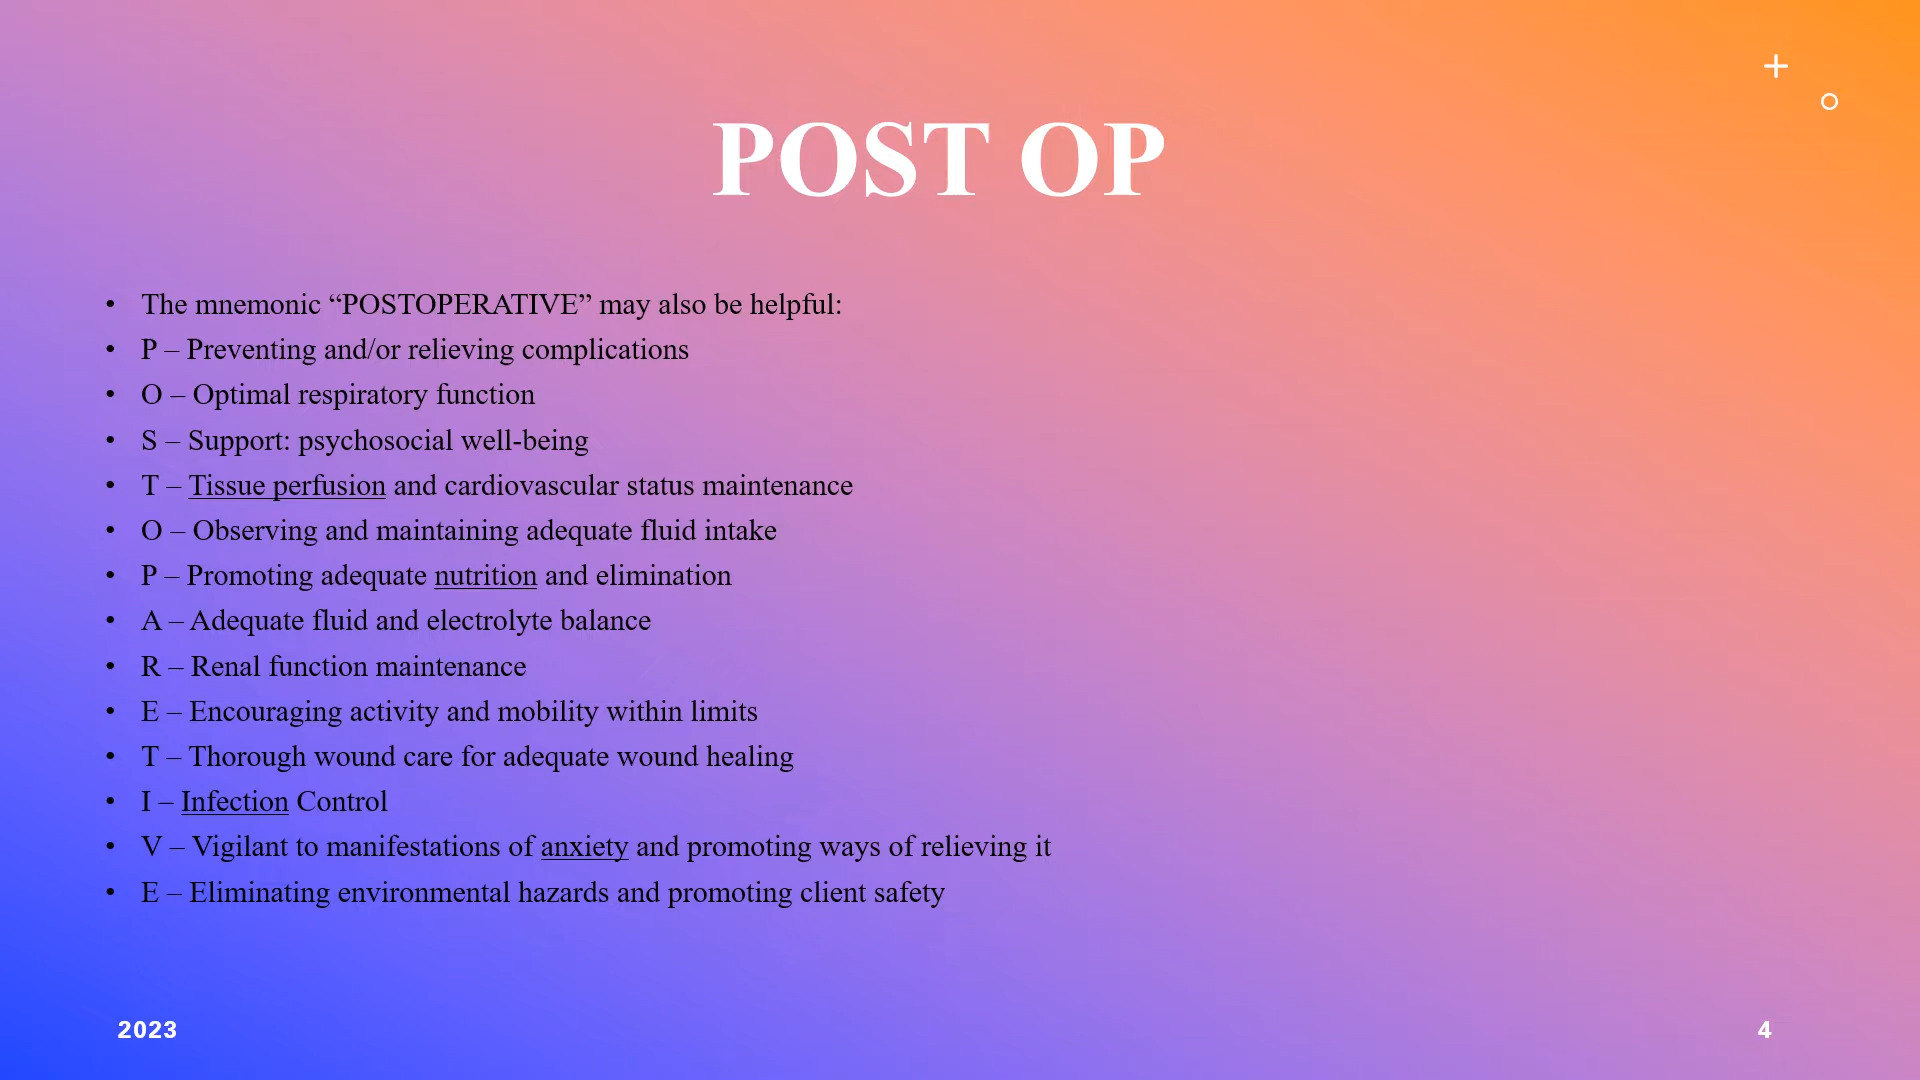 POST OP
• The mnemonic “POSTOPERATIVE” may also be helpful:
• P – Preventing and/or relieving complications
• O – Optimal respiratory function
• S – Support: psychosocial well-being
• T – Tissue perfusion and cardiovascular status maintenance
• O – Observing and maintaining adequate fluid intake
• P – Promoting adequate nutrition and elimination
• A – Adequate fluid and electrolyte balance
• R – Renal function maintenance
• E – Encouraging activity and mobility within limits
• T – Thorough wound care for adequate wound healing
• I – Infection Control
• V – Vigilant to manifestations of anxiety and promoting ways of relieving it
• E – Eliminating environmental hazards and promoting client safety
2023
4